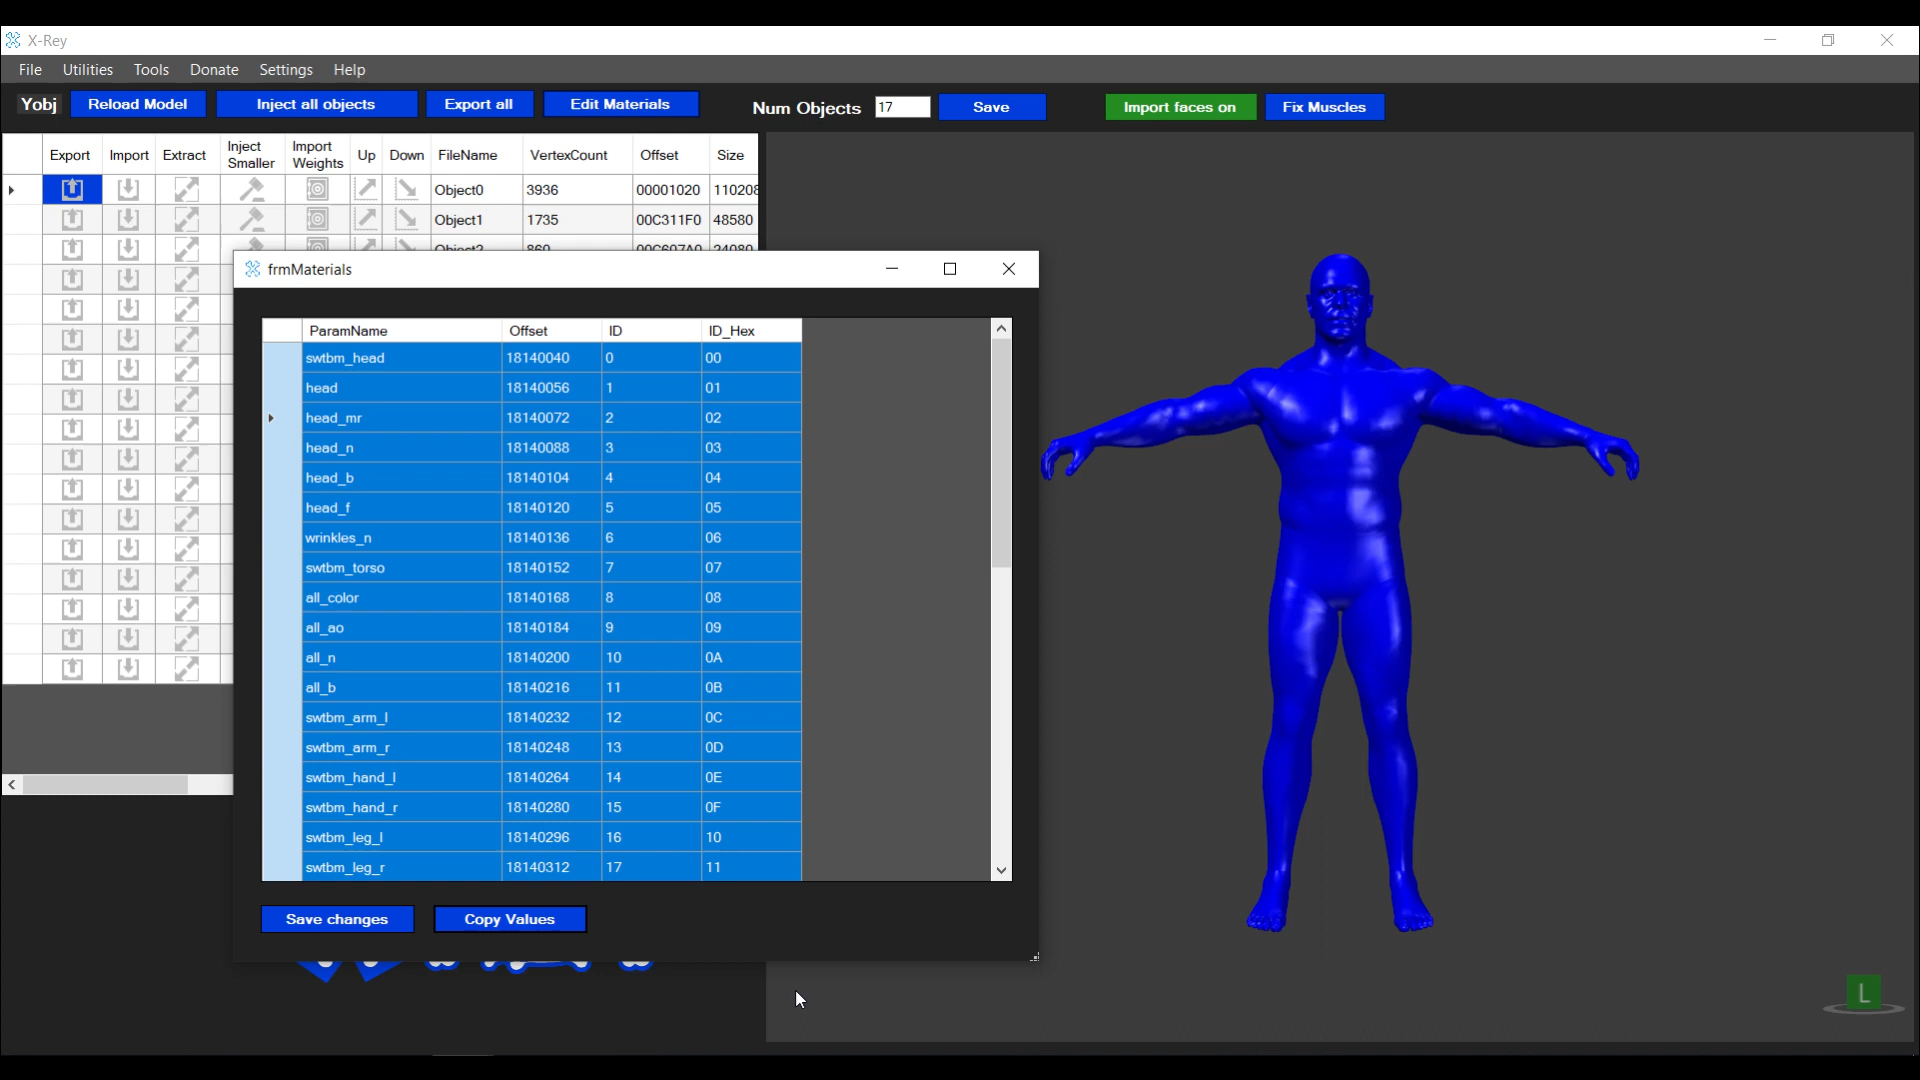 X-Rey
File Utilities Tools Donate Settings Help
Yobj Reload Model Inject all objects Export all Edit Materials Num Objects 17 Save Import faces on Fix Muscles
Export Import Extract Inject Smaller Import Weights Up Down FileName VertexCount Offset Size
Object0 3936 00001020 110208
Object1 1735 00C311F0 48580
Object2 860 00C607A0 24080
frmMaterials
ParamName Offset ID ID_Hex
swtbm_head 18140040 0 00
head 18140056 1 01
head_mr 18140072 2 02
head_n 18140088 3 03
head_b 18140104 4 04
head_f 18140120 5 05
wrinkles_n 18140136 6 06
swtbm_torso 18140152 7 07
all_color 18140168 8 08
all_ao 18140184 9 09
all_n 18140200 10 0A
all_b 18140216 11 0B
swtbm_arm_l 18140232 12 0C
swtbm_arm_r 18140248 13 0D
swtbm_hand_l 18140264 14 0E
swtbm_hand_r 18140280 15 0F
swtbm_leg_l 18140296 16 10
swtbm_leg_r 18140312 17 11
Save changes Copy Values
L